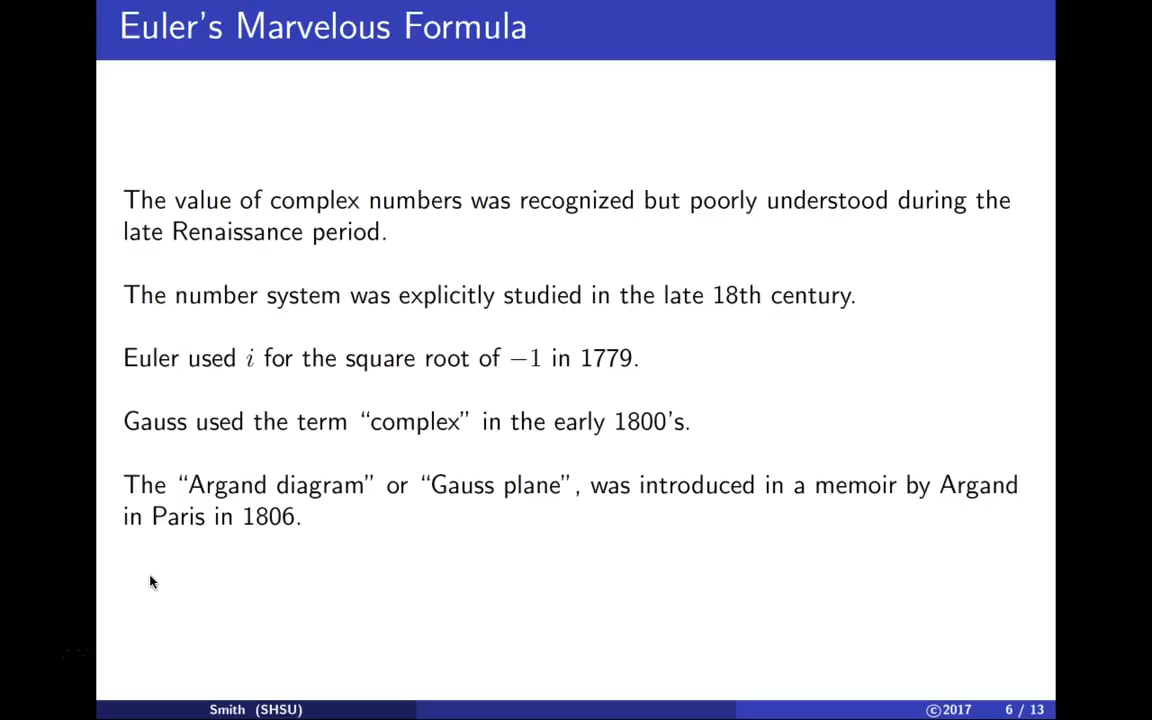 Euler's Marvelous Formula
The value of complex numbers was recognized but poorly understood during the
late Renaissance period.
The number system was explicitly studied in the late 18th century.
Euler used i for the square root of −1 in 1779.
Gauss used the term “complex” in the early 1800's.
The “Argand diagram” or “Gauss plane”, was introduced in a memoir by Argand
in Paris in 1806.
Smith (SHSU) ©2017 6 / 13